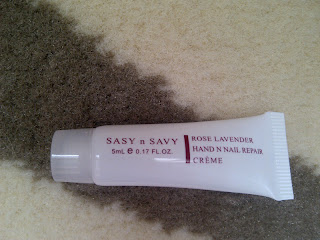 SASY n SAVY
5mL e 0.17 FL.OZ.
ROSE LAVENDER
HAND N NAIL REPAIR
CRÈME